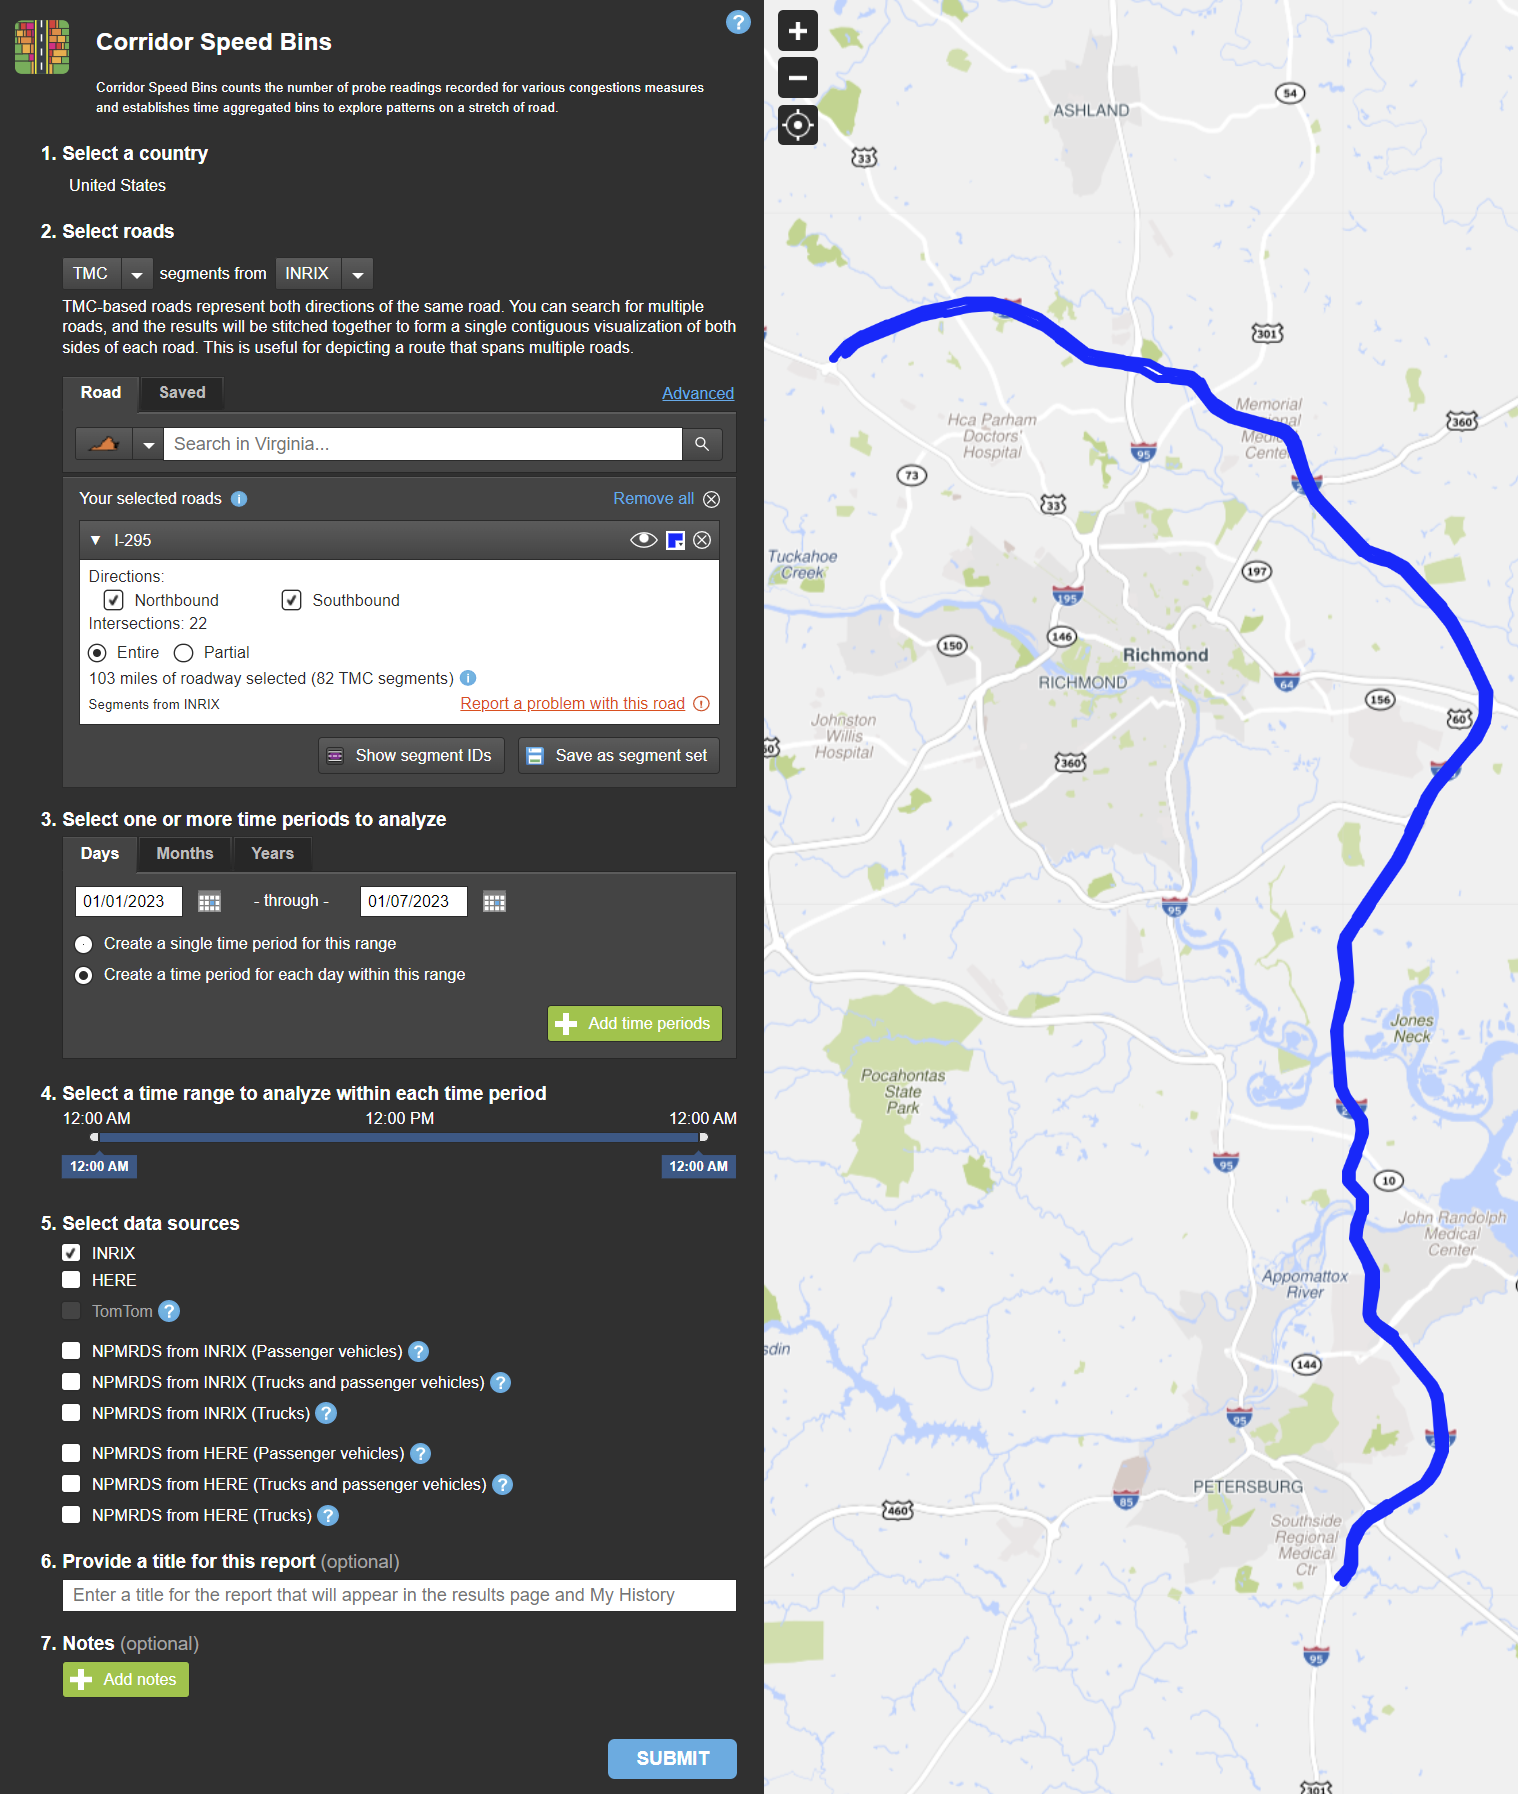 Corridor Speed Bins
?
Corridor Speed Bins counts the number of probe readings recorded for various congestions measures
and establishes time aggregated bins to explore patterns on a stretch of road.
1. Select a country
United States
2. Select roads
TMC segments from INRIX
TMC-based roads represent both directions of the same road. You can search for multiple
roads, and the results will be stitched together to form a single contiguous visualization of both
sides of each road. This is useful for depicting a route that spans multiple roads.
Road Saved Advanced
Search in Virginia...
Your selected roads i Remove all
I-295
Directions:
Northbound Southbound
Intersections: 22
Entire Partial
103 miles of roadway selected (82 TMC segments) i
Segments from INRIX Report a problem with this road
Show segment IDs Save as segment set
3. Select one or more time periods to analyze
Days Months Years
01/01/2023 - through - 01/07/2023
Create a single time period for this range
Create a time period for each day within this range
Add time periods
4. Select a time range to analyze within each time period
12:00 AM 12:00 PM 12:00 AM
12:00 AM 12:00 AM
5. Select data sources
INRIX
HERE
TomTom ?
NPMRDS from INRIX (Passenger vehicles) ?
NPMRDS from INRIX (Trucks and passenger vehicles) ?
NPMRDS from INRIX (Trucks) ?
NPMRDS from HERE (Passenger vehicles) ?
NPMRDS from HERE (Trucks and passenger vehicles) ?
NPMRDS from HERE (Trucks) ?
6. Provide a title for this report (optional)
Enter a title for the report that will appear in the results page and My History
7. Notes (optional)
Add notes
SUBMIT
54
ASHLAND
33
301
Memorial
Hca Parham
Doctors'
Hospital
Center
360
95
73
33
Tuckahoe
Creek
197
195
146
150
Richmond
RICHMOND
64
156
60
Johnston
Willis
Hospital
360
95
Jones
Neck
Pocahontas
State
Park
95
10
John Randolph
Medical
Center
Appomattox
River
144
95
PETERSBURG
85
460
Southside
Regional
Medical
Ctr
95
301